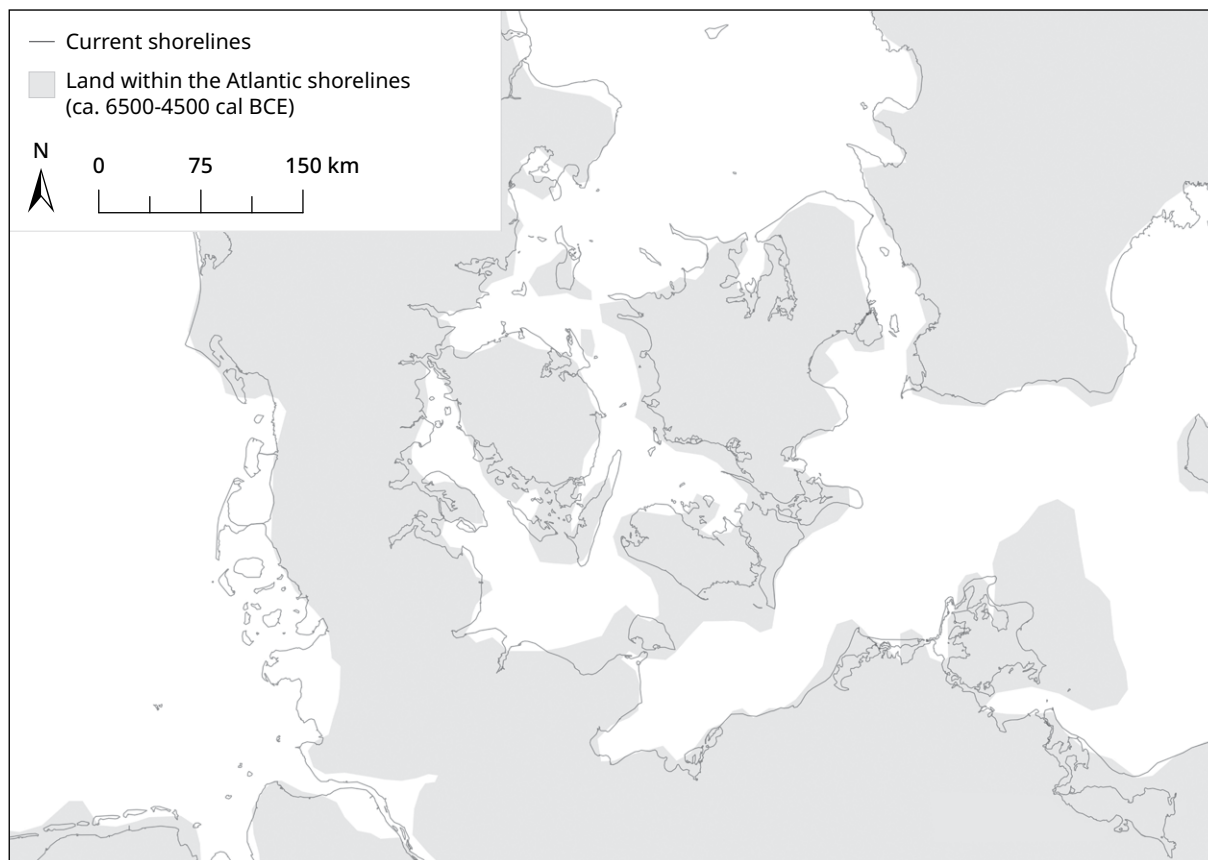 Current shorelines
Land within the Atlantic shorelines
(ca. 6500-4500 cal BCE)
N
0 75 150 km